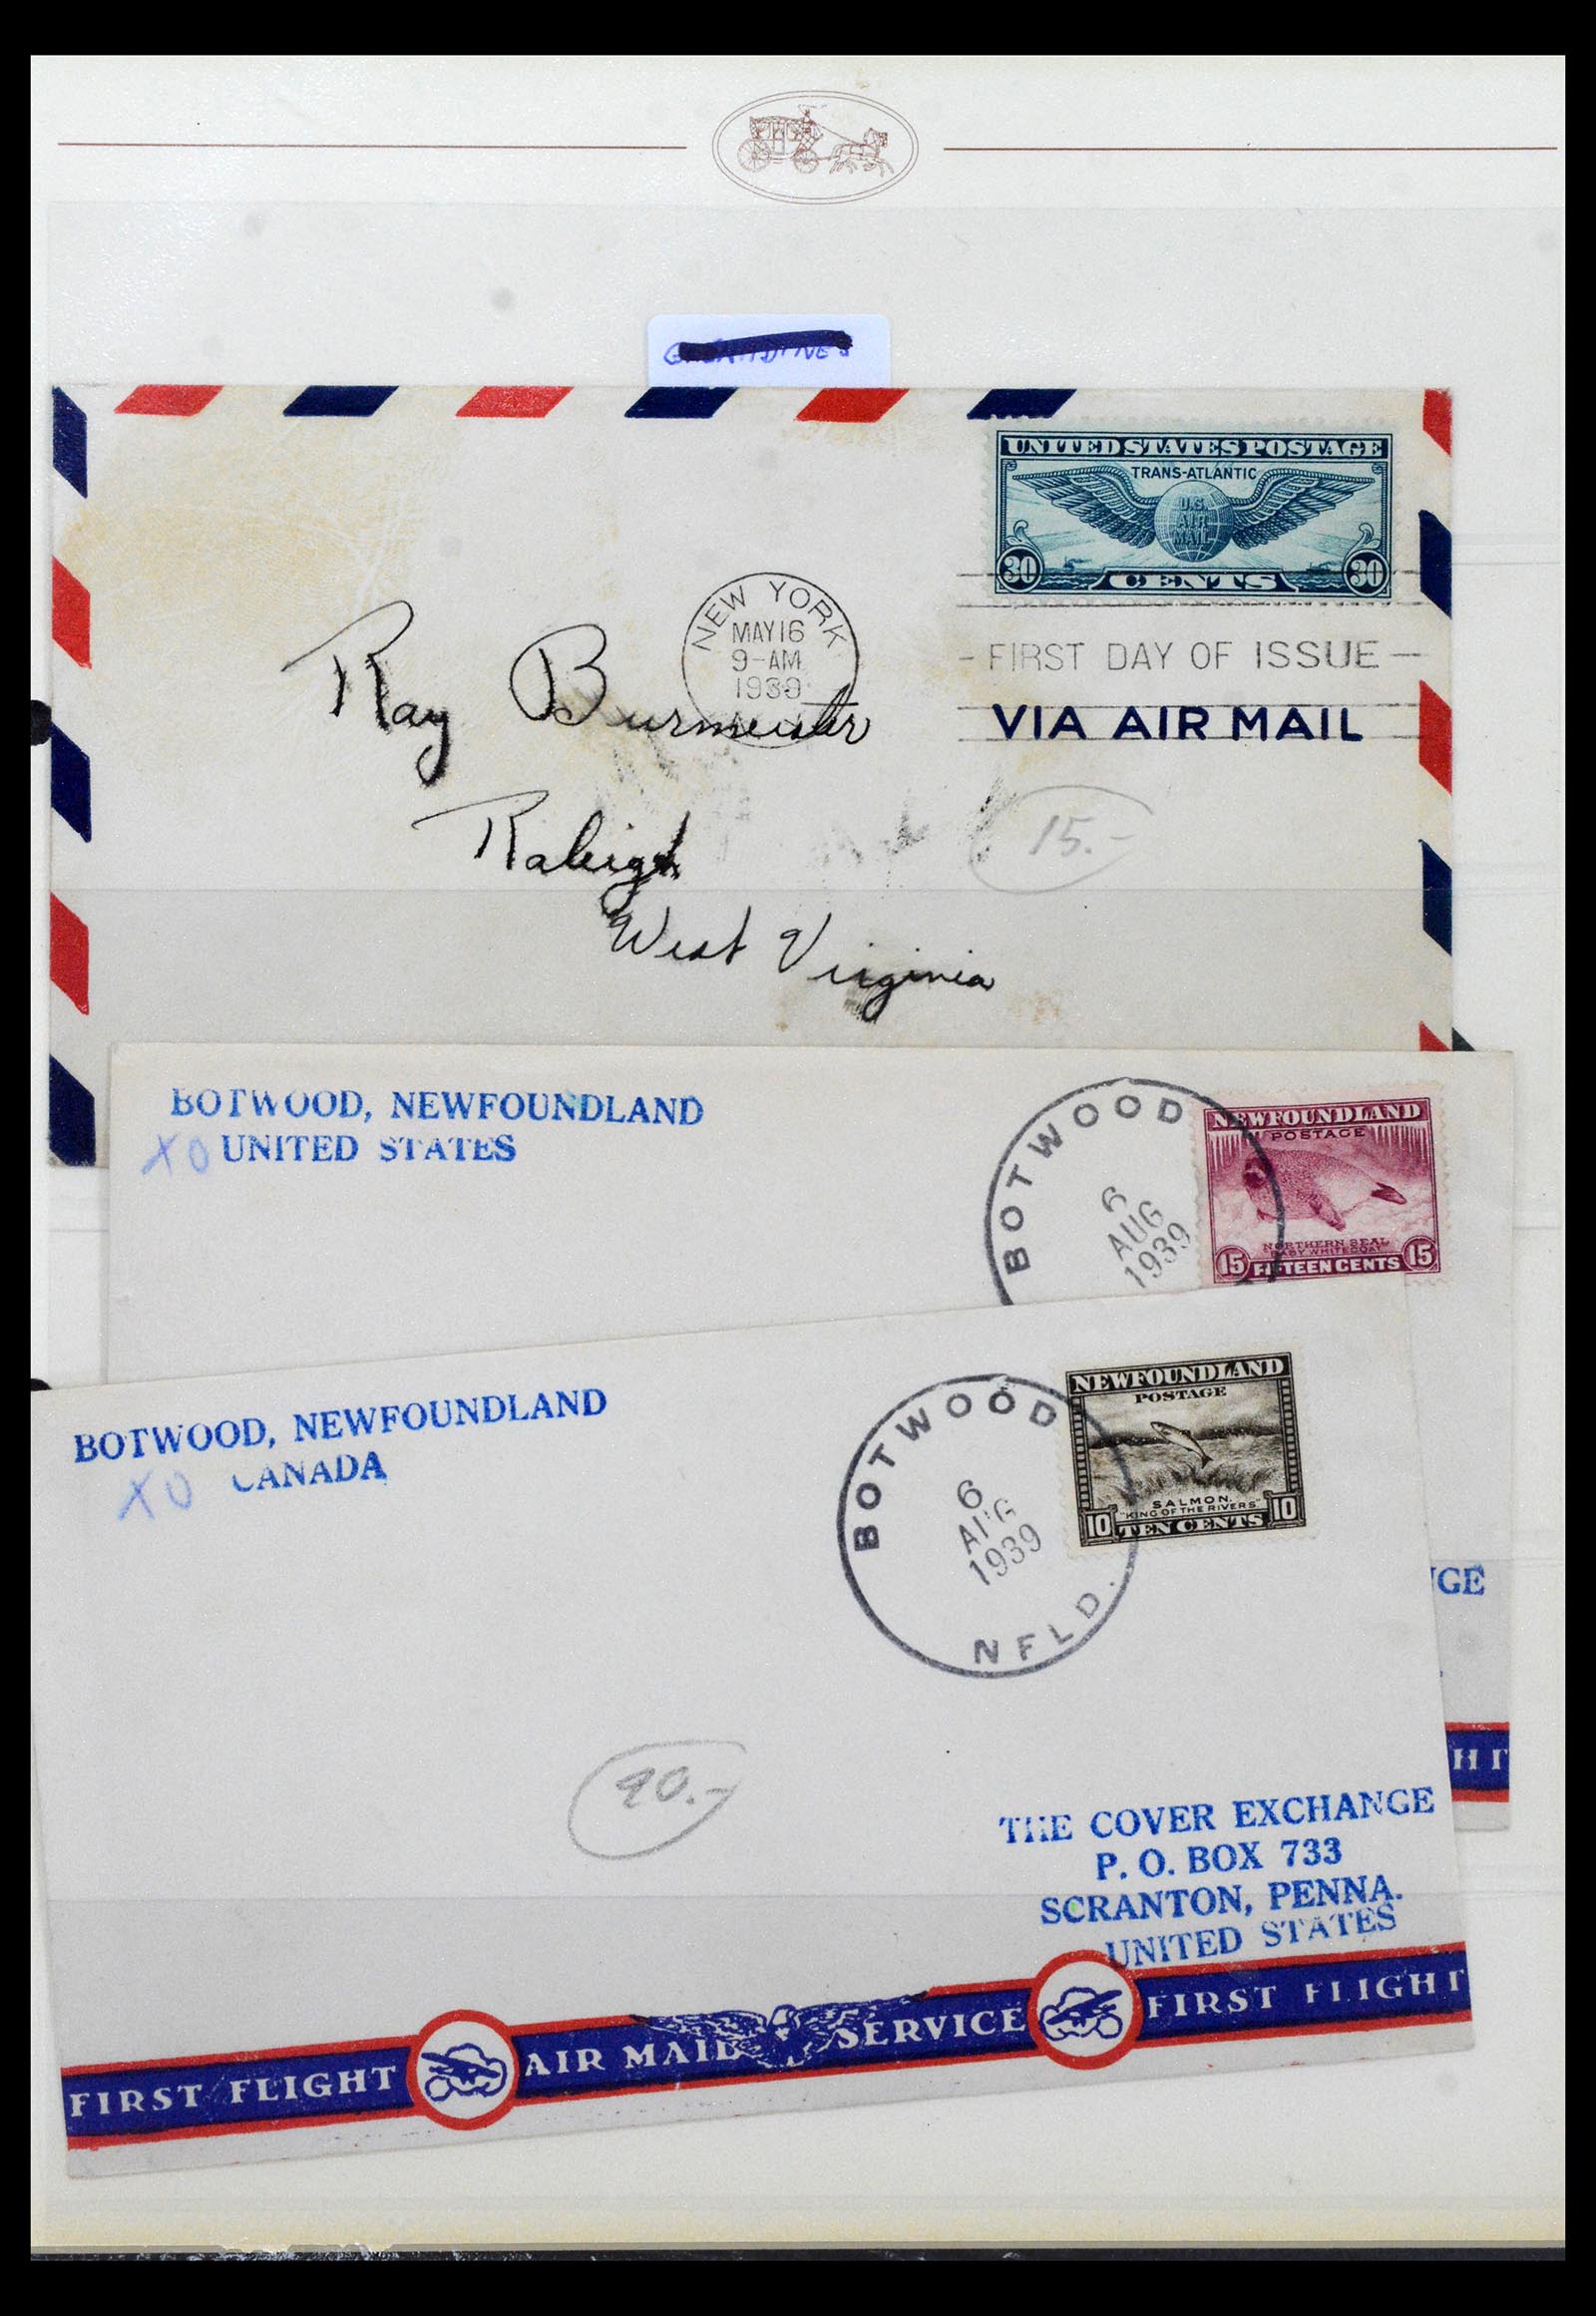 UNITED STATES POSTAGE
TRANS-ATLANTIC
U.S.
AIR
MAIL
30 CENTS 30
NEW YORK
MAY 16
9-AM
1939
- FIRST DAY OF ISSUE -
VIA AIR MAIL
Ray Burmeister
Raleigh
West Virginia
15.-
BOTWOOD, NEWFOUNDLAND
XO UNITED STATES
BOTWOOD
6
AUG
1939
NEWFOUNDLAND
POSTAGE
NORTHERN SEAL
BABY WHITECOAT
15 FIFTEEN CENTS 15
BOTWOOD, NEWFOUNDLAND
XO CANADA
BOTWOOD
6
AUG
1939
NFLD.
NEWFOUNDLAND
POSTAGE
SALMON.
"KING OF THE RIVERS"
10 TEN CENTS 10
NGE
HT
THE COVER EXCHANGE
P. O. BOX 733
SCRANTON, PENNA.
UNITED STATES
FIRST FLIGHT AIR MAIL SERVICE FIRST FLIGHT